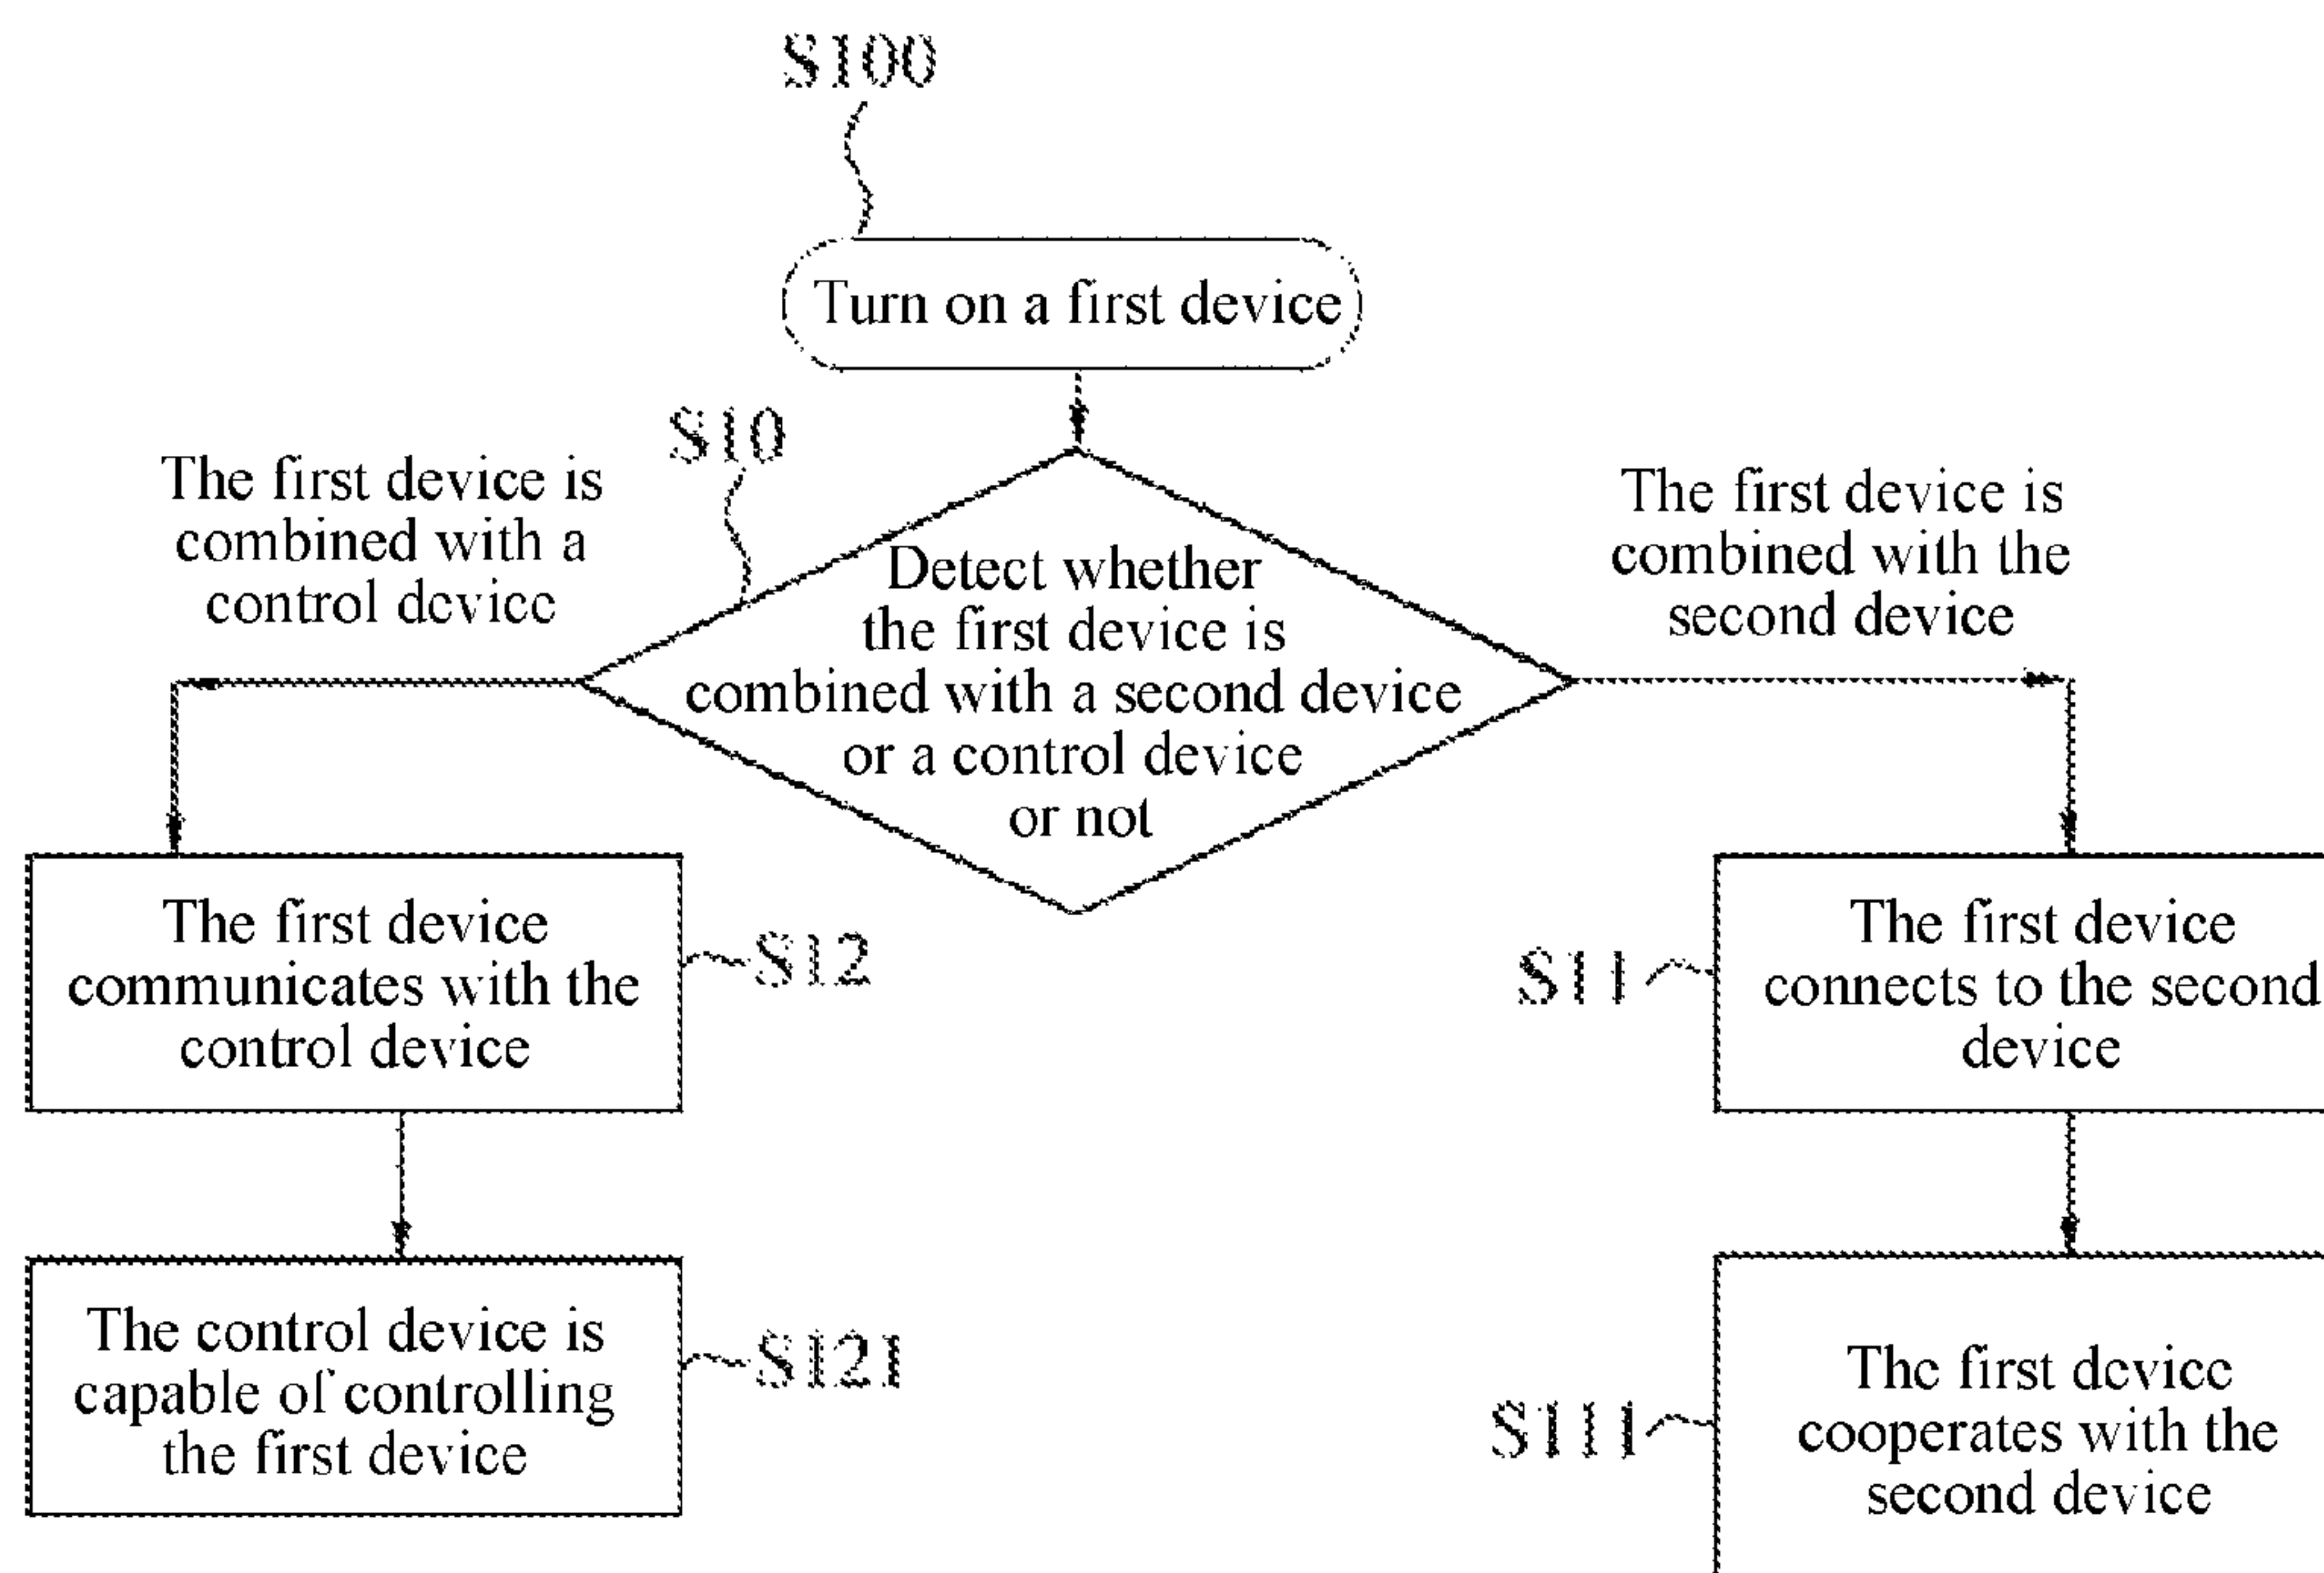 S100
Turn on a first device
S10
The first device is
combined with a
control device
The first device is
combined with the
second device
Detect whether
the first device is
combined with a second device
or a control device
or not
The first device
communicates with the
control device
S12
S11
The first device
connects to the second
device
The control device is
capable of controlling
the first device
S121
S111
The first device
cooperates with the
second device